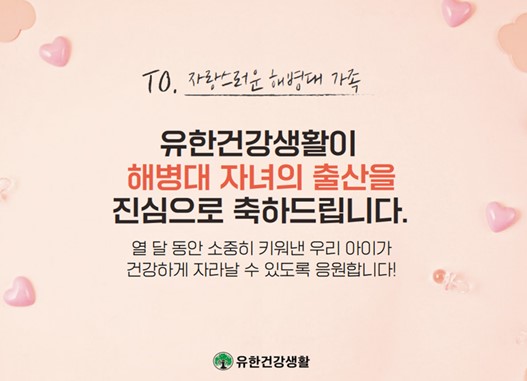 TO. 자랑스러운 해병대 가족
유한건강생활이
해병대 자녀의 출산을
진심으로 축하드립니다.
열 달 동안 소중히 키워낸 우리 아이가
건강하게 자라날 수 있도록 응원합니다!
유한건강생활